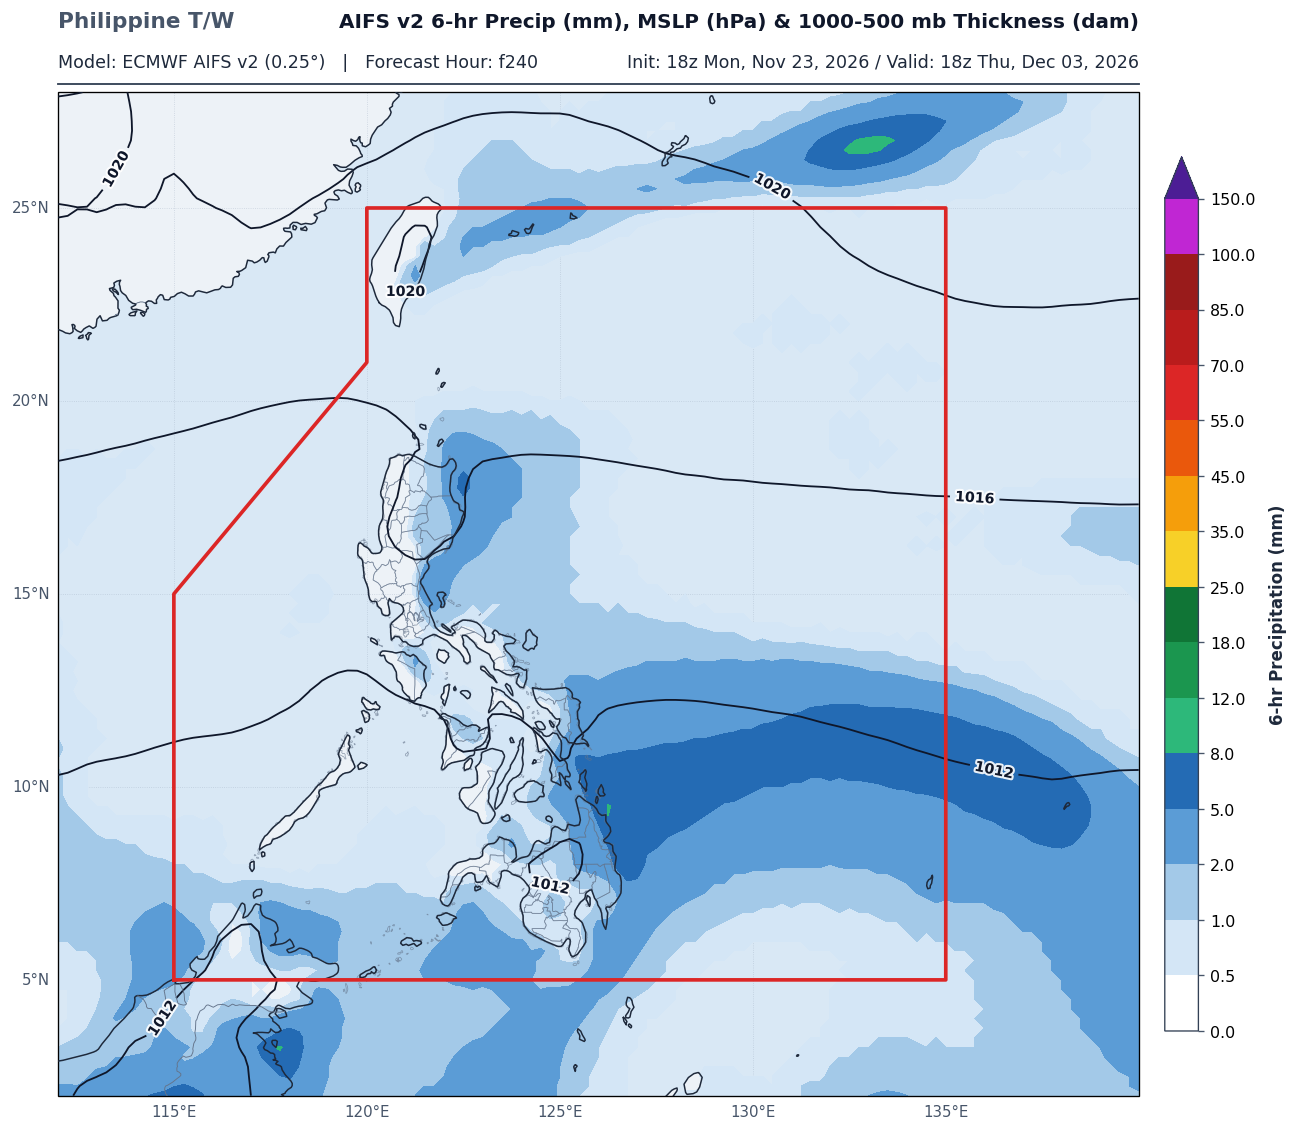 Philippine T/W
AIFS v2 6-hr Precip (mm), MSLP (hPa) & 1000-500 mb Thickness (dam)
Model: ECMWF AIFS v2 (0.25°) | Forecast Hour: f240
Init: 18z Mon, Nov 23, 2026 / Valid: 18z Thu, Dec 03, 2026
1020
1020
1020
1016
1012
1012
1012
25°N
20°N
15°N
10°N
5°N
115°E
120°E
125°E
130°E
135°E
150.0
100.0
85.0
70.0
55.0
45.0
35.0
25.0
18.0
12.0
8.0
5.0
2.0
1.0
0.5
0.0
6-hr Precipitation (mm)